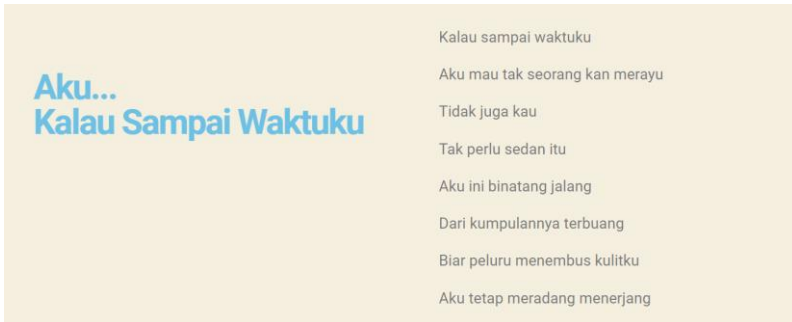 Aku...
Kalau Sampai Waktuku
Kalau sampai waktuku
Aku mau tak seorang kan merayu
Tidak juga kau
Tak perlu sedan itu
Aku ini binatang jalang
Dari kumpulannya terbuang
Biar peluru menembus kulitku
Aku tetap meradang menerjang